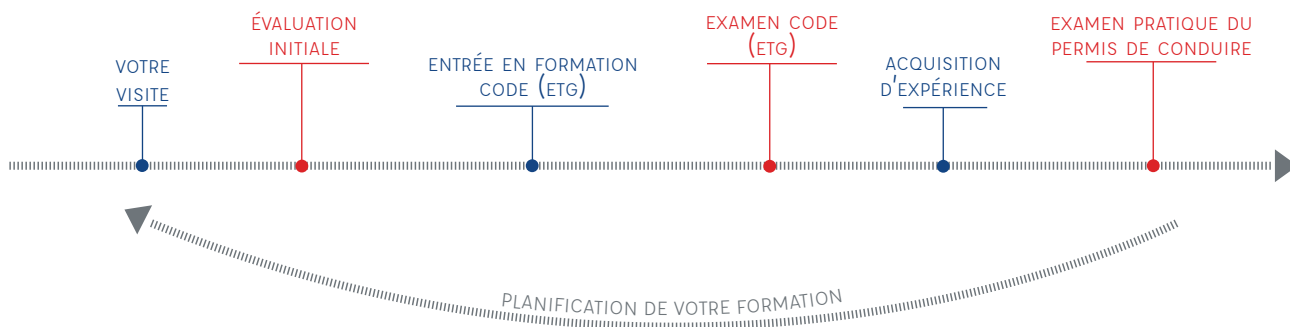 VOTRE
VISITE
ÉVALUATION
INITIALE
ENTRÉE EN FORMATION
CODE (ETG)
EXAMEN CODE
(ETG)
ACQUISITION
D'EXPÉRIENCE
EXAMEN PRATIQUE DU
PERMIS DE CONDUIRE
PLANIFICATION DE VOTRE FORMATION